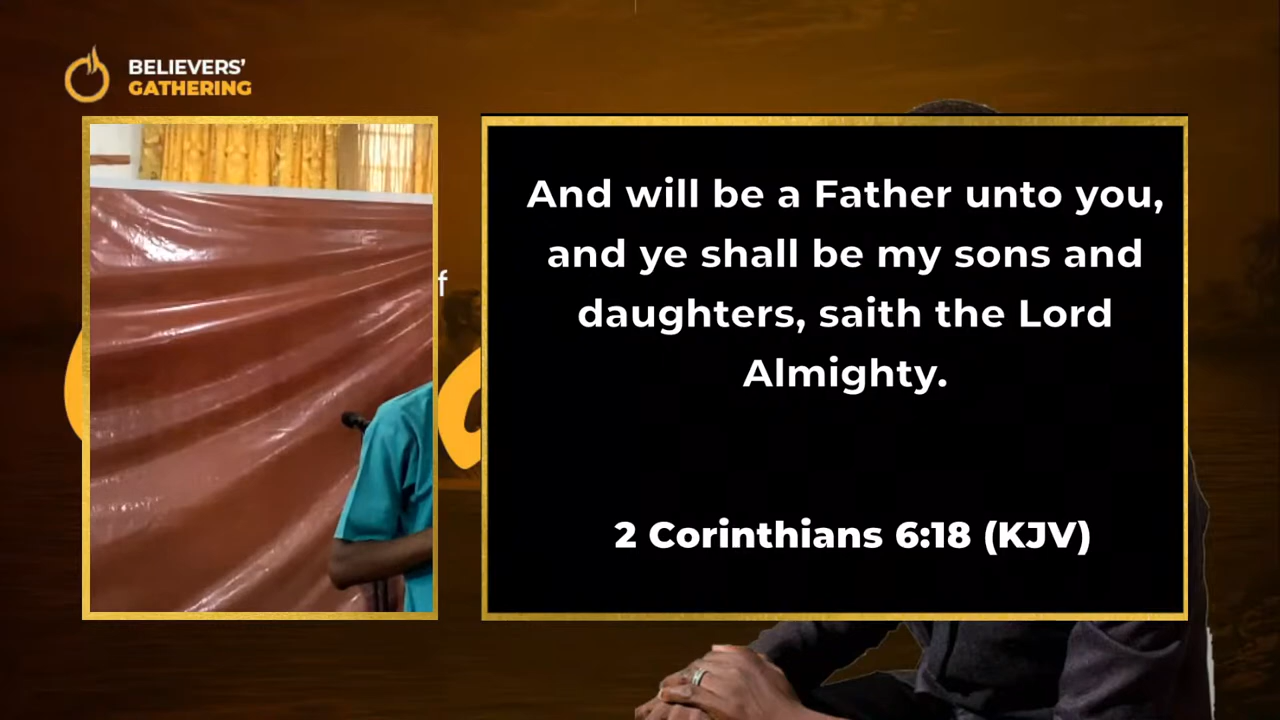 BELIEVERS'
GATHERING
And will be a Father unto you,
and ye shall be my sons and
daughters, saith the Lord
Almighty.
2 Corinthians 6:18 (KJV)
f